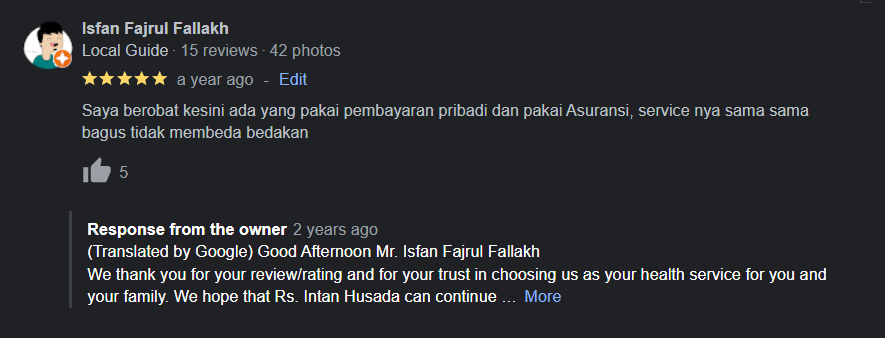 Isfan Fajrul Fallakh
Local Guide · 15 reviews · 42 photos
a year ago - Edit
Saya berobat kesini ada yang pakai pembayaran pribadi dan pakai Asuransi, service nya sama sama
bagus tidak membeda bedakan
5
Response from the owner 2 years ago
(Translated by Google) Good Afternoon Mr. Isfan Fajrul Fallakh
We thank you for your review/rating and for your trust in choosing us as your health service for you and
your family. We hope that Rs. Intan Husada can continue … More